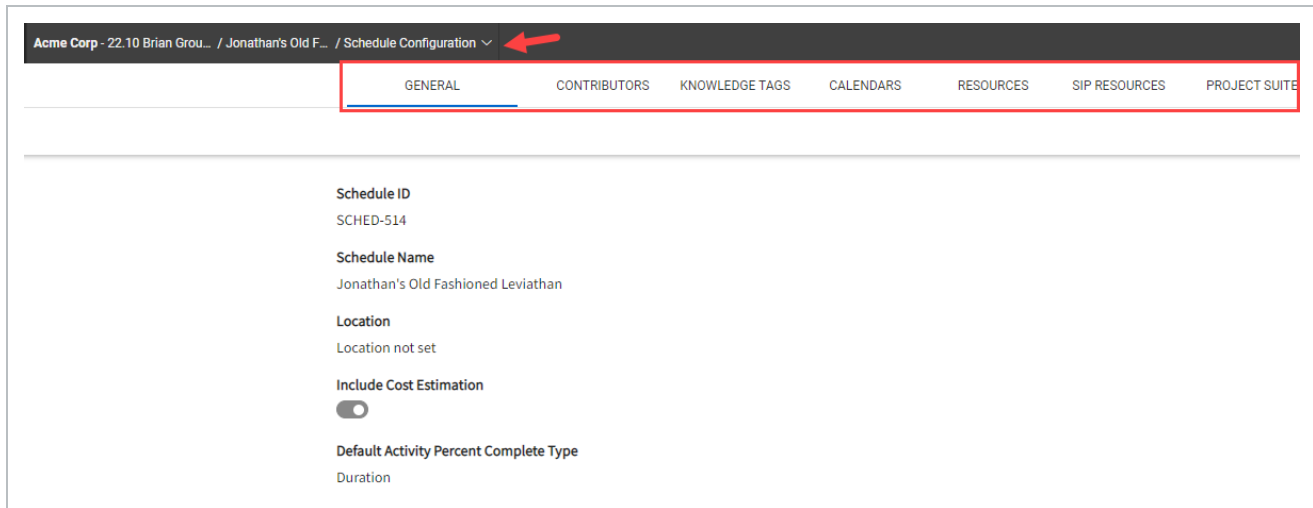 Acme Corp - 22.10 Brian Grou... / Jonathan's Old F... / Schedule Configuration
GENERAL CONTRIBUTORS KNOWLEDGE TAGS CALENDARS RESOURCES SIP RESOURCES PROJECT SUITE
Schedule ID
SCHED-514
Schedule Name
Jonathan's Old Fashioned Leviathan
Location
Location not set
Include Cost Estimation
Default Activity Percent Complete Type
Duration